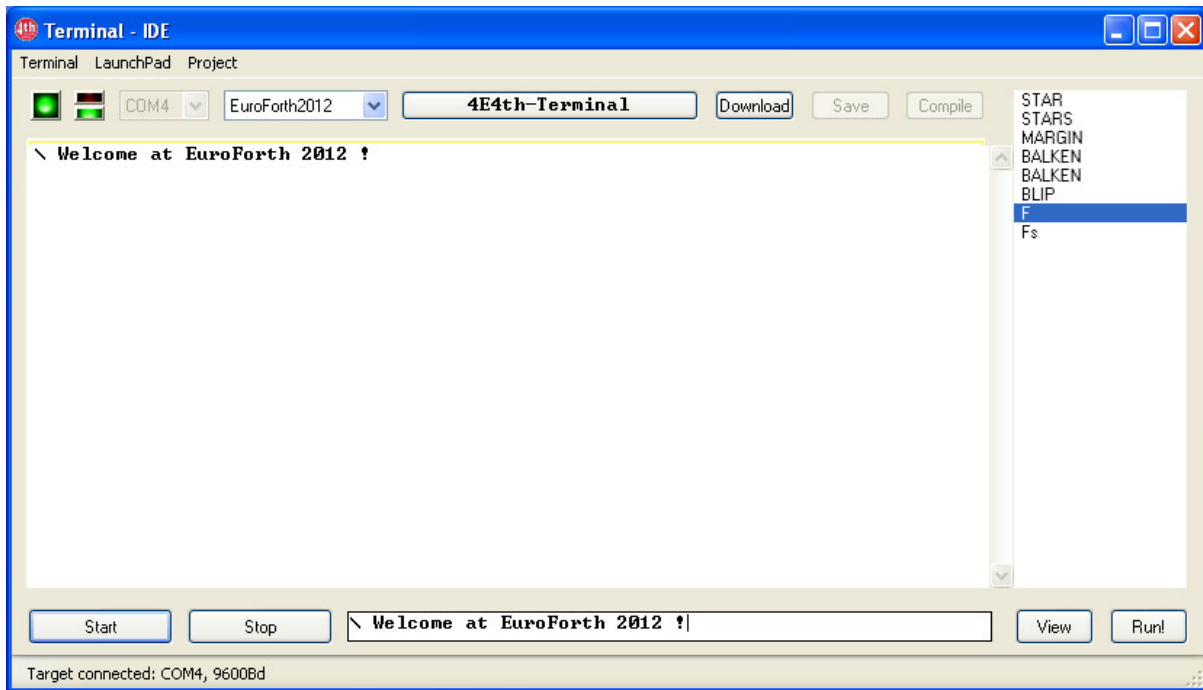 4th Terminal - IDE
Terminal LaunchPad Project
COM4 EuroForth2012 4E4th-Terminal Download Save Compile
\ Welcome at EuroForth 2012 !
STAR
STARS
MARGIN
BALKEN
BALKEN
BLIP
F
Fs
Start Stop \ Welcome at EuroForth 2012 ! View Run!
Target connected: COM4, 9600Bd